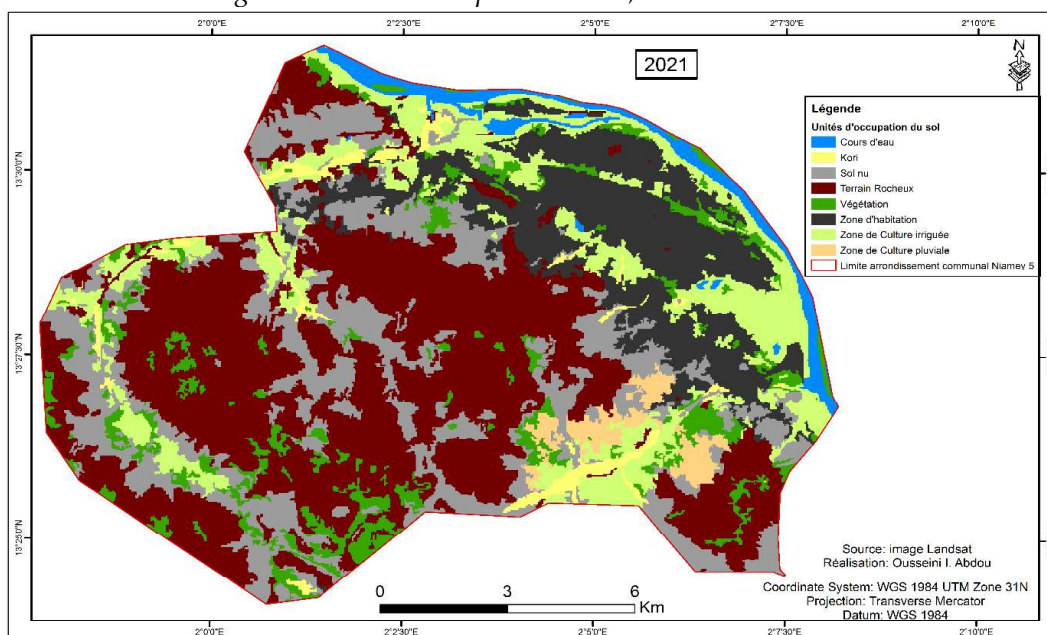 2°0'0"E 2°2'30"E 2°5'0"E 2°7'30"E 2°10'0"E
2021
N
Légende
Unités d'occupation du sol
Cours d'eau
Kori
Sol nu
Terrain Rocheux
Végétation
Zone d'habitation
Zone de Culture irriguée
Zone de Culture pluviale
Limite arrondissement communal Niamey 5
13°30'0"N
13°27'30"N
13°25'0"N
Source: image Landsat
Réalisation: Ousseini I. Abdou
Coordinate System: WGS 1984 UTM Zone 31N
Projection: Transverse Mercator
Datum: WGS 1984
0 3 6
Km
2°0'0"E 2°2'30"E 2°5'0"E 2°7'30"E 2°10'0"E